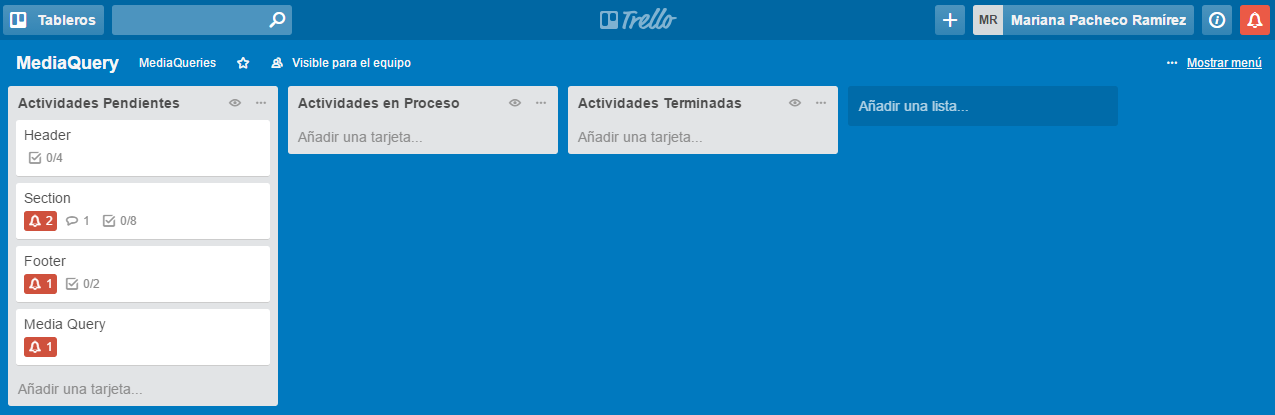 Tableros
Trello
MR Mariana Pacheco Ramírez
MediaQuery MediaQueries Visible para el equipo
... Mostrar menú
Actividades Pendientes ...
Header
0/4
Section
2 1 0/8
Footer
1 0/2
Media Query
1
Añadir una tarjeta...
Actividades en Proceso ...
Añadir una tarjeta...
Actividades Terminadas ...
Añadir una tarjeta...
Añadir una lista...